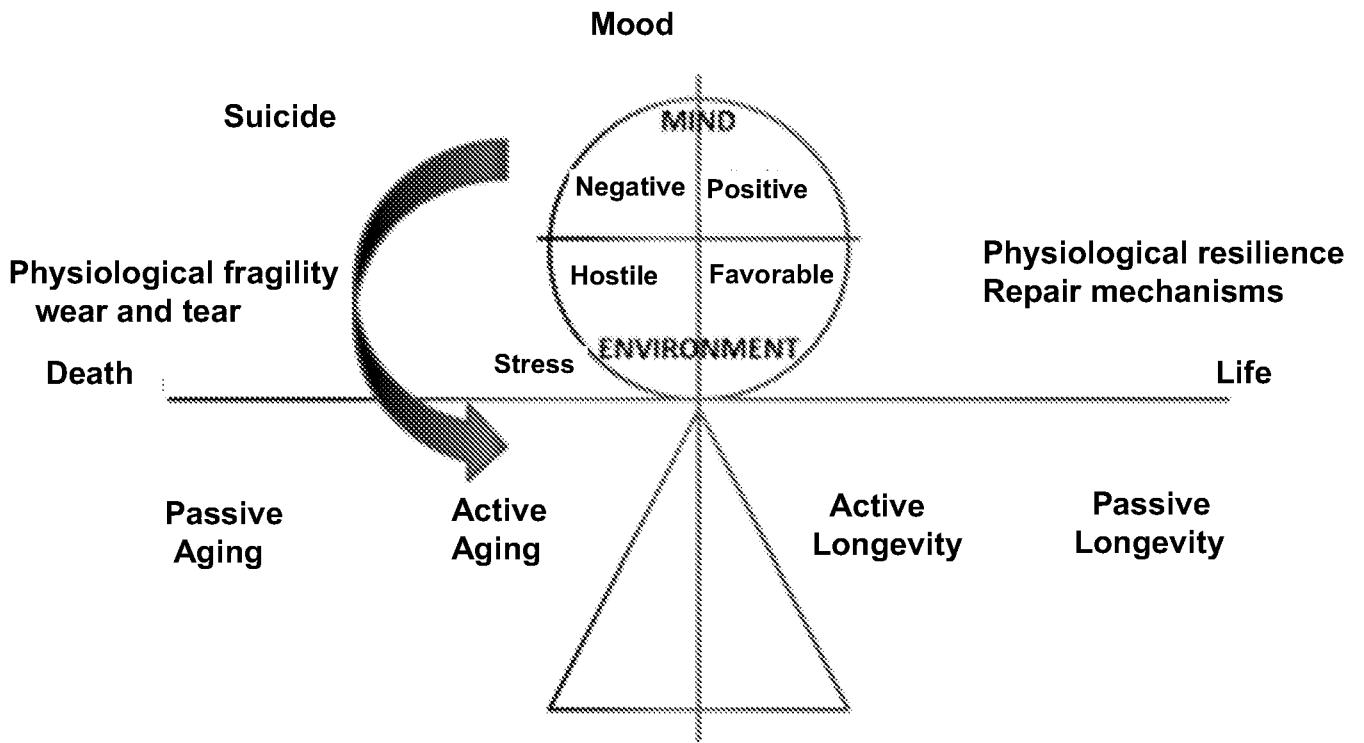 Mood
Suicide
MIND
Negative Positive
Hostile Favorable
ENVIRONMENT
Physiological fragility
wear and tear
Physiological resilience
Repair mechanisms
Stress
Death
Life
Passive
Aging
Active
Aging
Active
Longevity
Passive
Longevity